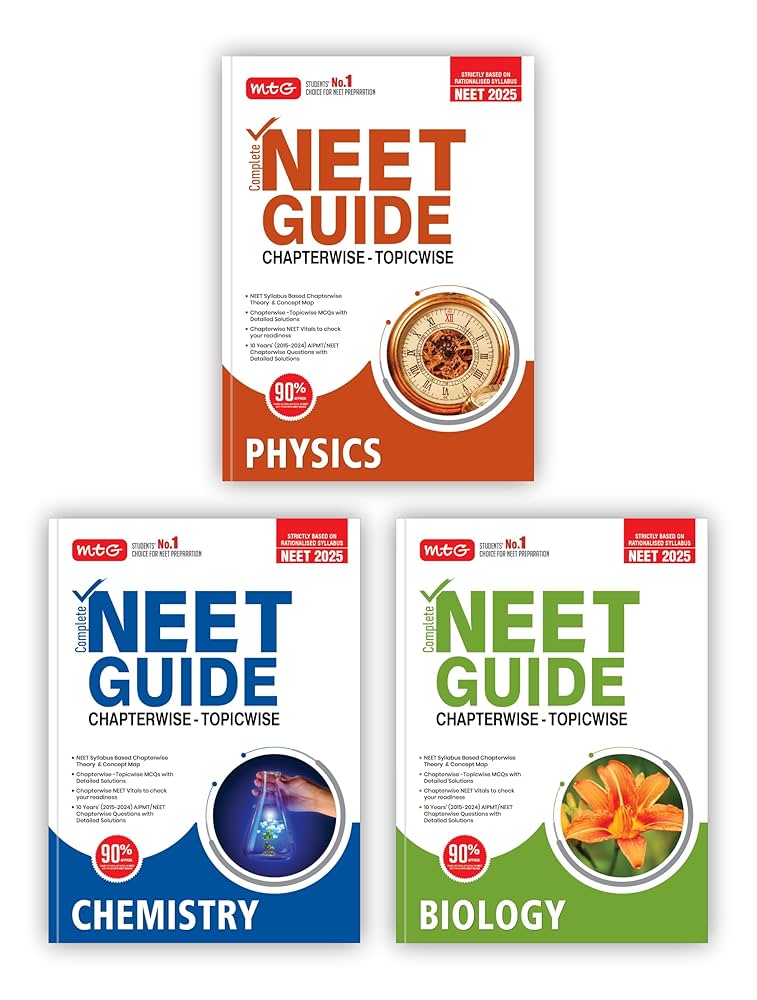 mtG
STUDENTS' No.1
CHOICE FOR NEET PREPARATION
STRICTLY BASED ON
RATIONALISED SYLLABUS
NEET 2025
Complete
NEET
GUIDE
CHAPTERWISE - TOPICWISE
• NEET Syllabus Based Chapterwise
Theory & Concept Map
• Chapterwise -Topicwise MCQs with
Detailed Solutions
• Chapterwise NEET Vitals to check
your readiness
• 10 Years' (2015-2024) AIPMT/NEET
Chapterwise Questions with
Detailed Solutions
XII
XI
90%
APPROX.
PHYSICS
mtG
STUDENTS' No.1
CHOICE FOR NEET PREPARATION
STRICTLY BASED ON
RATIONALISED SYLLABUS
NEET 2025
Complete
NEET
GUIDE
CHAPTERWISE - TOPICWISE
• NEET Syllabus Based Chapterwise
Theory & Concept Map
• Chapterwise -Topicwise MCQs with
Detailed Solutions
• Chapterwise NEET Vitals to check
your readiness
• 10 Years' (2015-2024) AIPMT/NEET
Chapterwise Questions with
Detailed Solutions
90%
APPROX.
CHEMISTRY
mtG
STUDENTS' No.1
CHOICE FOR NEET PREPARATION
STRICTLY BASED ON
RATIONALISED SYLLABUS
NEET 2025
Complete
NEET
GUIDE
CHAPTERWISE - TOPICWISE
• NEET Syllabus Based Chapterwise
Theory & Concept Map
• Chapterwise -Topicwise MCQs with
Detailed Solutions
• Chapterwise NEET Vitals to check
your readiness
• 10 Years' (2015-2024) AIPMT/NEET
Chapterwise Questions with
Detailed Solutions
90%
APPROX.
BIOLOGY